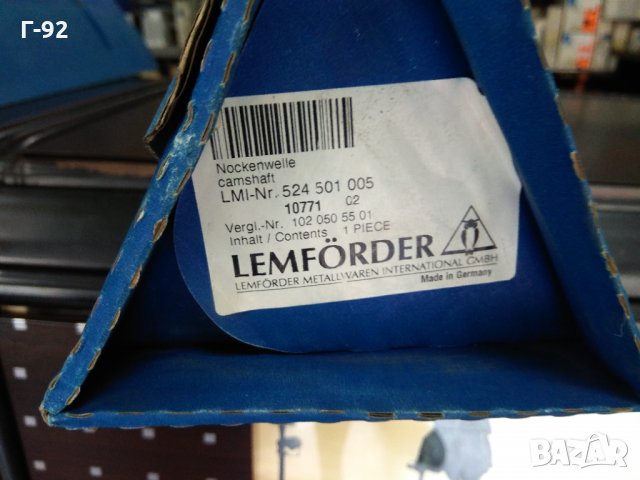 Г-92
Nockenwelle
camshaft
LMI-Nr. 524 501 005
10771 02
Vergl.-Nr. 102 050 55 01
Inhalt / Contents 1 PIECE
LEMFÖRDER
LEMFÖRDER METALLWAREN INTERNATIONAL GMBH
Made in Germany
BAZAR